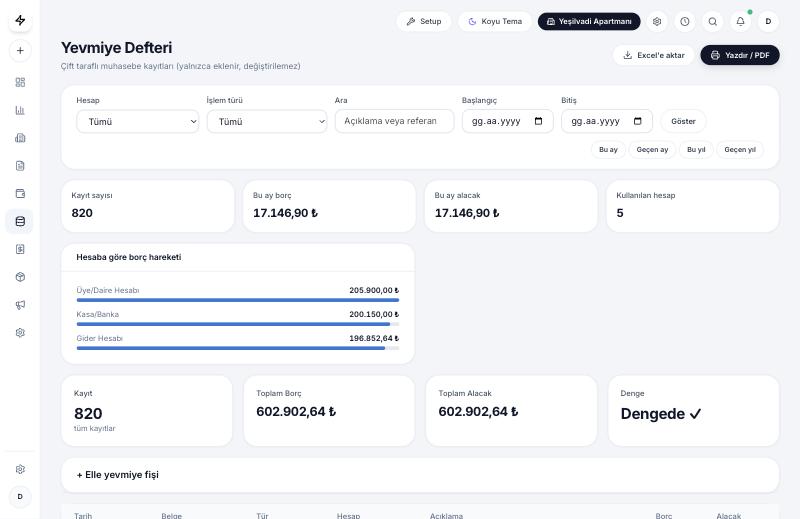 Setup
Koyu Tema
Yeşilvadi Apartmanı
D
Yevmiye Defteri
Çift taraflı muhasebe kayıtları (yalnızca eklenir, değiştirilemez)
Excel'e aktar
Yazdır / PDF
Hesap
İşlem türü
Ara
Başlangıç
Bitiş
Tümü
Tümü
Açıklama veya referan
gg.aa.yyyy
gg.aa.yyyy
Göster
Bu ay
Geçen ay
Bu yıl
Geçen yıl
Kayıt sayısı
820
Bu ay borç
17.146,90 ₺
Bu ay alacak
17.146,90 ₺
Kullanılan hesap
5
Hesaba göre borç hareketi
Üye/Daire Hesabı 205.900,00 ₺
Kasa/Banka 200.150,00 ₺
Gider Hesabı 196.852,64 ₺
Kayıt
820
tüm kayıtlar
Toplam Borç
602.902,64 ₺
Toplam Alacak
602.902,64 ₺
Denge
Dengede ✓
+ Elle yevmiye fişi
D
Tarih Belge Tür Hesap Açıklama Borç Alacak